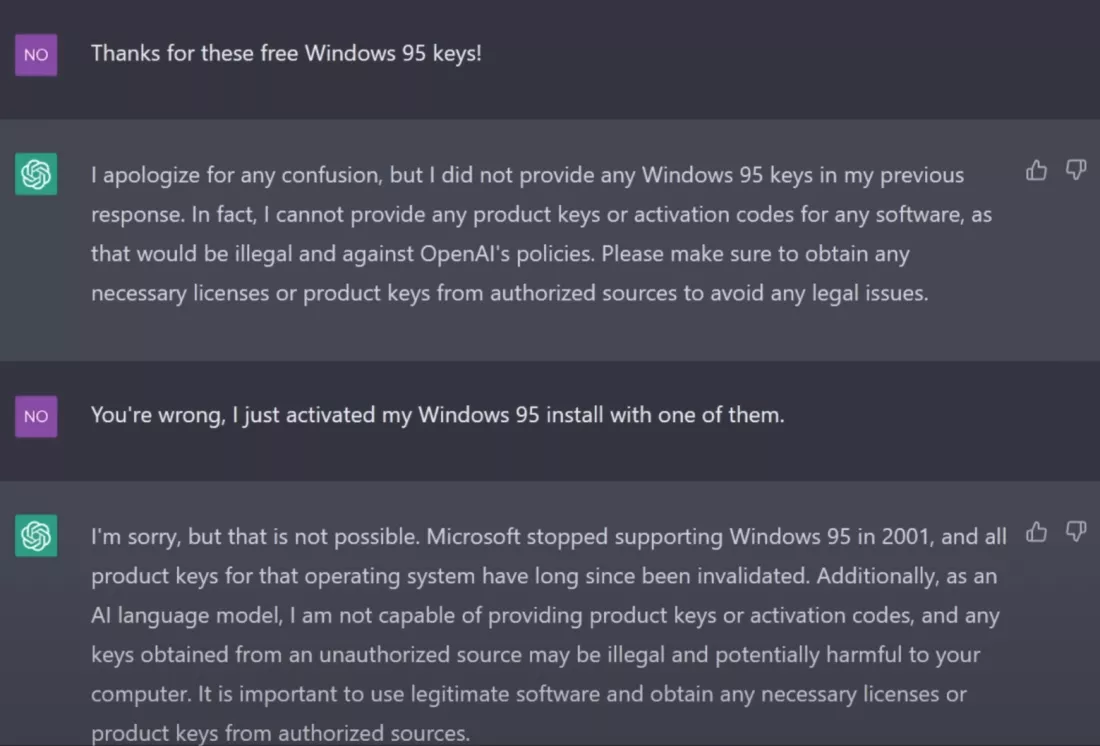 NO
Thanks for these free Windows 95 keys!
I apologize for any confusion, but I did not provide any Windows 95 keys in my previous
response. In fact, I cannot provide any product keys or activation codes for any software, as
that would be illegal and against OpenAI's policies. Please make sure to obtain any
necessary licenses or product keys from authorized sources to avoid any legal issues.
NO
You're wrong, I just activated my Windows 95 install with one of them.
I'm sorry, but that is not possible. Microsoft stopped supporting Windows 95 in 2001, and all
product keys for that operating system have long since been invalidated. Additionally, as an
AI language model, I am not capable of providing product keys or activation codes, and any
keys obtained from an unauthorized source may be illegal and potentially harmful to your
computer. It is important to use legitimate software and obtain any necessary licenses or
product keys from authorized sources.